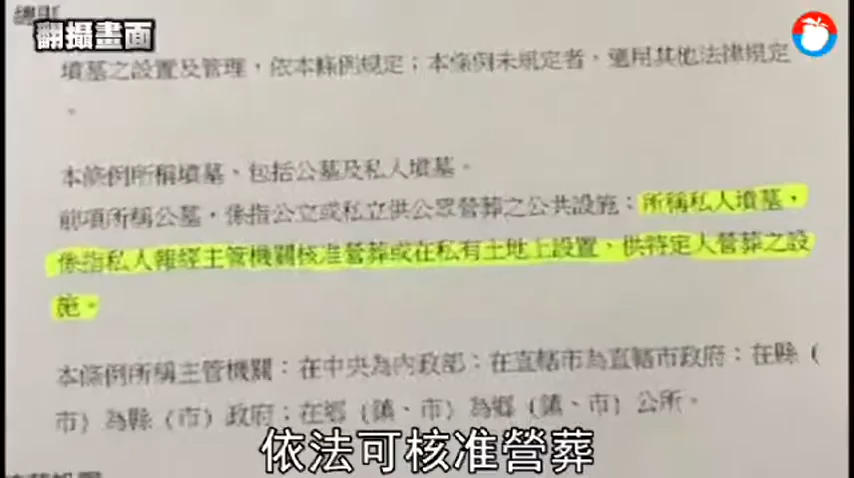 總則
翻攝畫面
墳墓之設置及管理，依本條例規定；本條例未規定者，適用其他法律規定
。
本條例所稱墳墓，包括公墓及私人墳墓。
前項所稱公墓，係指公立或私立供公眾營葬之公共設施；所稱私人墳墓，
係指私人報經主管機關核准營葬或在私有土地上設置，供特定人營葬之設
施。
本條例所稱主管機關：在中央為內政部；在直轄市為直轄市政府；在縣（
市）為縣（市）政府；在鄉（鎮、市）為鄉（鎮、市）公所。
依法可核准營葬